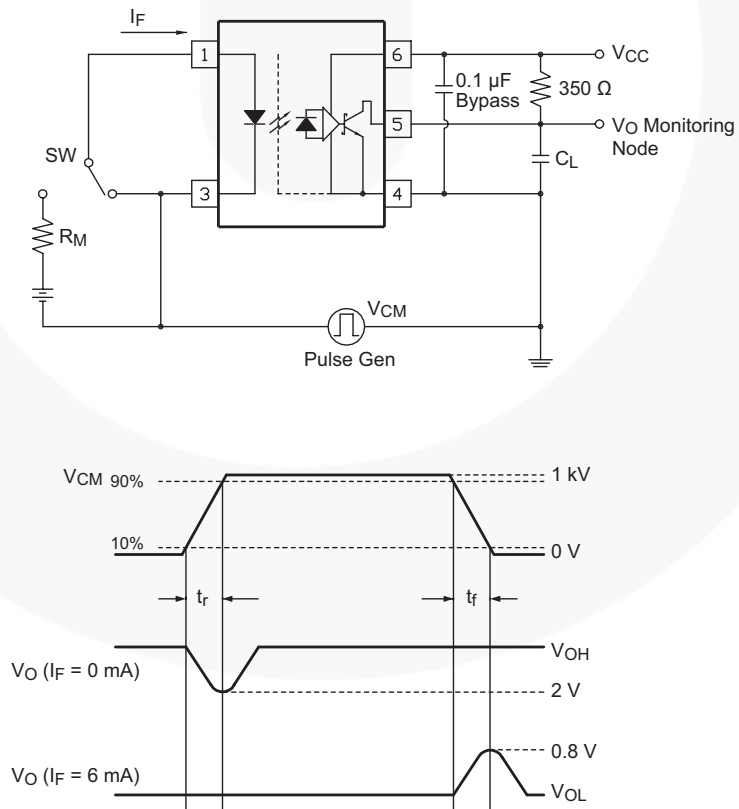 IF
1
6
VCC
0.1 µF
Bypass
350 Ω
5
VO Monitoring
Node
SW
CL
3
4
RM
VCM
Pulse Gen
VCM 90%
1 kV
10%
0 V
tr
tf
VOH
VO (IF = 0 mA)
2 V
0.8 V
VO (IF = 6 mA)
VOL